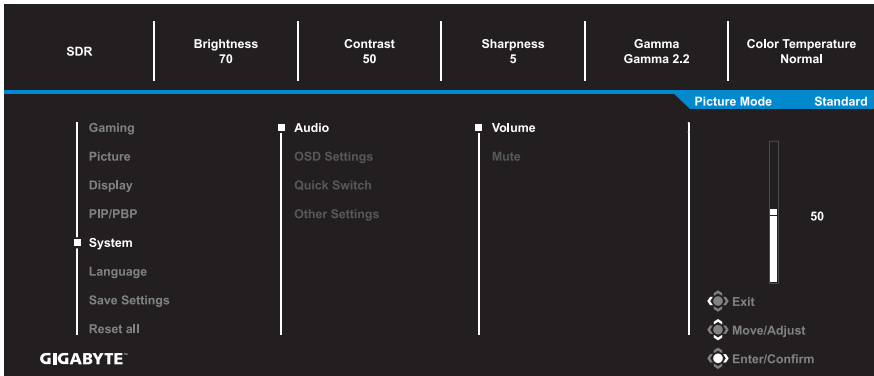 SDR
Brightness
70
Contrast
50
Sharpness
5
Gamma
Gamma 2.2
Color Temperature
Normal
Picture Mode Standard
Gaming
Picture
Display
PIP/PBP
System
Language
Save Settings
Reset all
Audio
OSD Settings
Quick Switch
Other Settings
Volume
Mute
50
Exit
Move/Adjust
Enter/Confirm
GIGABYTE™